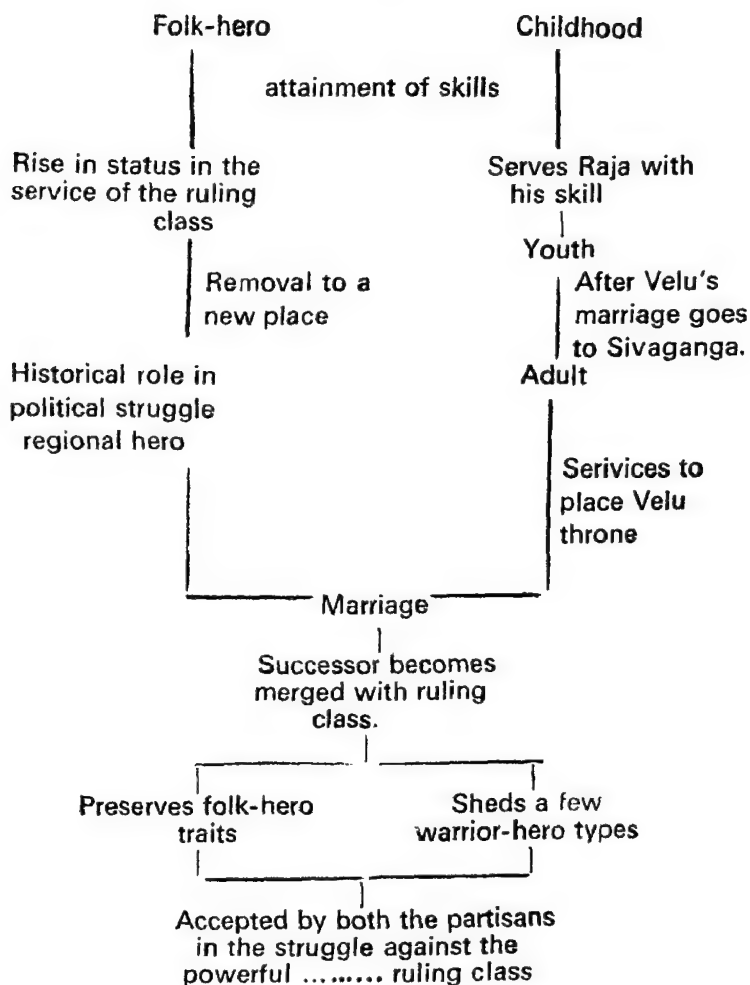 Folk-hero
Childhood
attainment of skills
Rise in status in the
service of the ruling
class
Serves Raja with
his skill
Youth
Removal to a
new place
After Velu's
marriage goes
to Sivaganga.
Adult
Historical role in
political struggle
regional hero
Serivices to
place Velu
throne
Marriage
Successor becomes
merged with ruling
class.
Preserves folk-hero
traits
Sheds a few
warrior-hero types
Accepted by both the partisans
in the struggle against the
powerful ......... ruling class